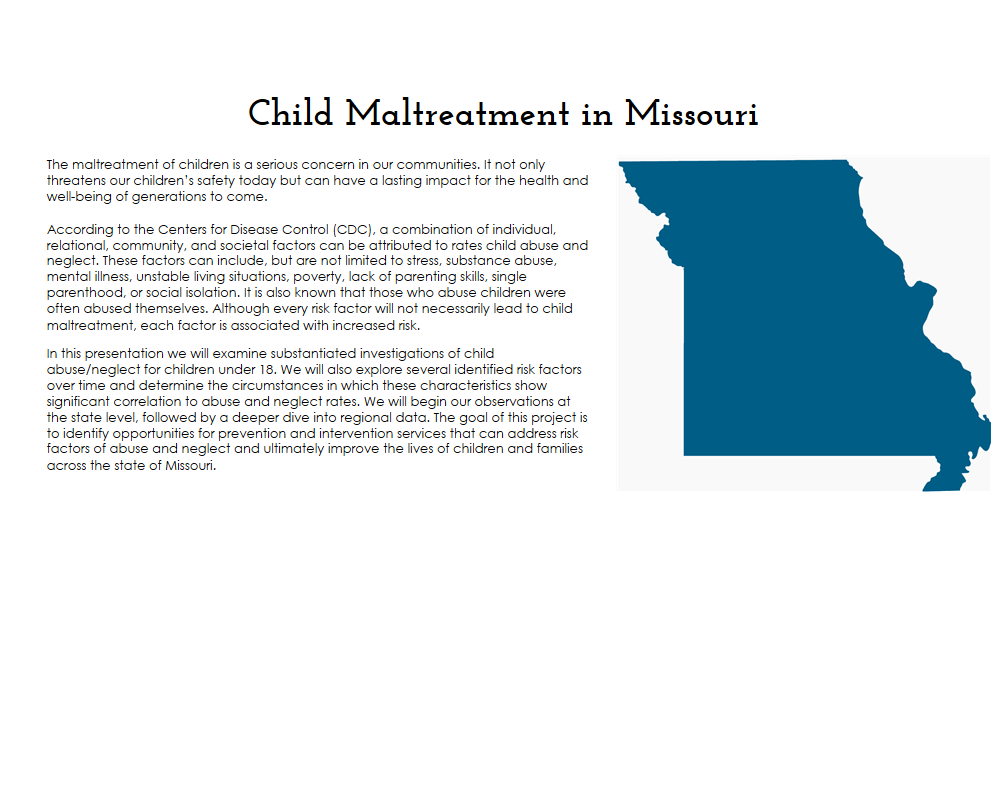 Child Maltreatment in Missouri
The maltreatment of children is a serious concern in our communities. It not only
threatens our children's safety today but can have a lasting impact for the health and
well-being of generations to come.
According to the Centers for Disease Control (CDC), a combination of individual,
relational, community, and societal factors can be attributed to rates child abuse and
neglect. These factors can include, but are not limited to stress, substance abuse,
mental illness, unstable living situations, poverty, lack of parenting skills, single
parenthood, or social isolation. It is also known that those who abuse children were
often abused themselves. Although every risk factor will not necessarily lead to child
maltreatment, each factor is associated with increased risk.
In this presentation we will examine substantiated investigations of child
abuse/neglect for children under 18. We will also explore several identified risk factors
over time and determine the circumstances in which these characteristics show
significant correlation to abuse and neglect rates. We will begin our observations at
the state level, followed by a deeper dive into regional data. The goal of this project is
to identify opportunities for prevention and intervention services that can address risk
factors of abuse and neglect and ultimately improve the lives of children and families
across the state of Missouri.